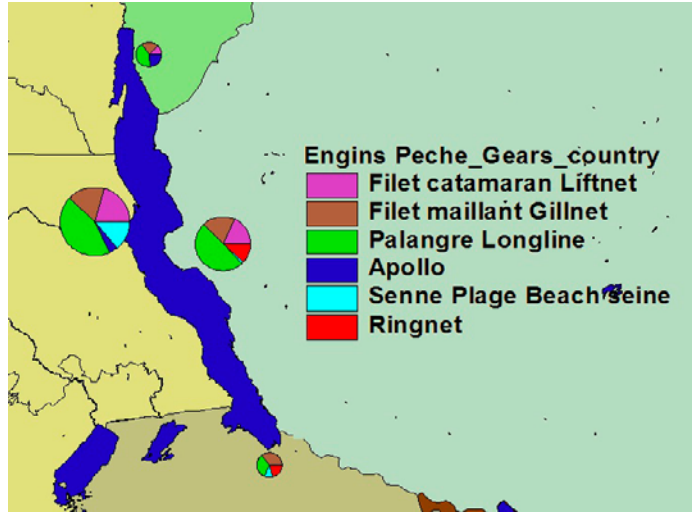 Engins Peche_Gears_country
Filet catamaran Liftnet
Filet maillant Gillnet
Palangre Longline
Apollo
Senne Plage Beach seine
Ringnet